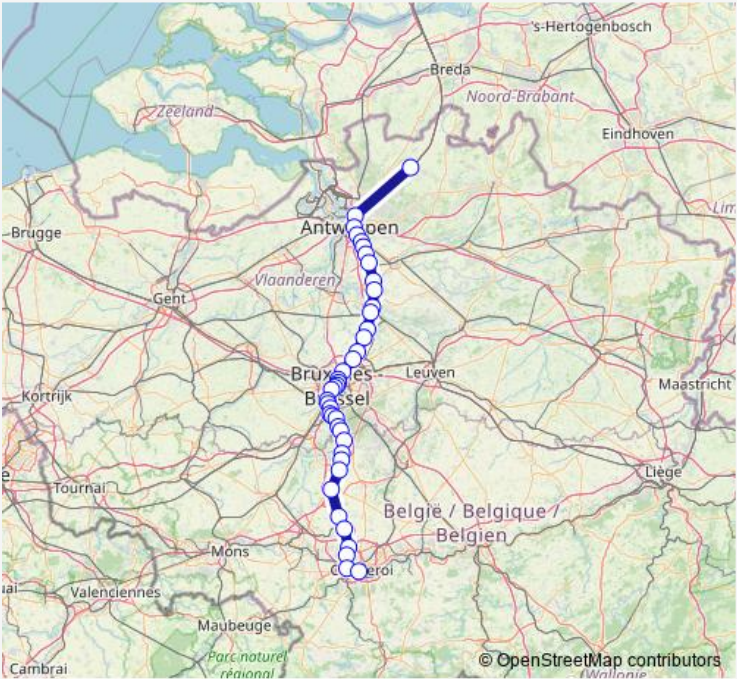 's-Hertogenbosch
Breda
Noord-Brabant
Zeeland
Eindhoven
Lim
Antwerpen
Brugge
Vlaanderen
Gent
Bruxelles -
Brussel
Leuven
Maastricht
Kortrijk
Liège
Tournai
België / Belgique /
Belgien
Mons
Valenciennes
Maubeuge
Parc naturel
régional
Cambrai
© OpenStreetMap contributors
(Wallonie